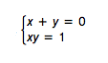 x + y = 0
xy = 1